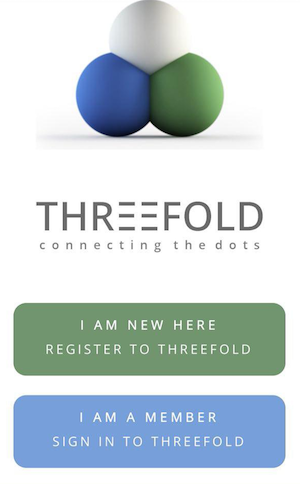 THREEFOLD
connecting the dots
I AM NEW HERE
REGISTER TO THREEFOLD
I AM A MEMBER
SIGN IN TO THREEFOLD